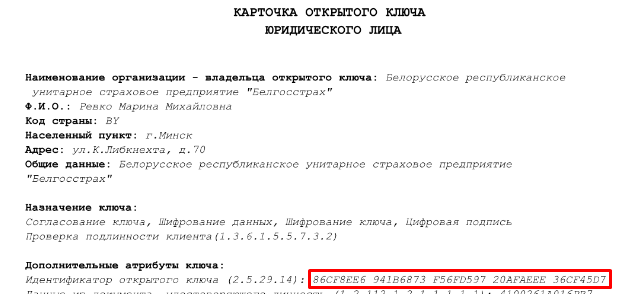 КАРТОЧКА ОТКРЫТОГО КЛЮЧА
ЮРИДИЧЕСКОГО ЛИЦА
Наименование организации - владельца открытого ключа: Белорусское республиканское
унитарное страховое предприятие "Белгосстрах"
Ф.И.О.: Ревко Марина Михайловна
Код страны: BY
Населенный пункт: г.Минск
Адрес: ул.К.Либкнехта, д.70
Общие данные: Белорусское республиканское унитарное страховое предприятие
"Белгосстрах"
Назначение ключа:
Согласование ключа, Шифрование данных, Шифрование ключа, Цифровая подпись
Проверка подлинности клиента(1.3.6.1.5.5.7.3.2)
Дополнительные атрибуты ключа:
Идентификатор открытого ключа (2.5.29.14): 86CF8EE6 941B6873 F56FD597 20AFAEEE 36CF45D7